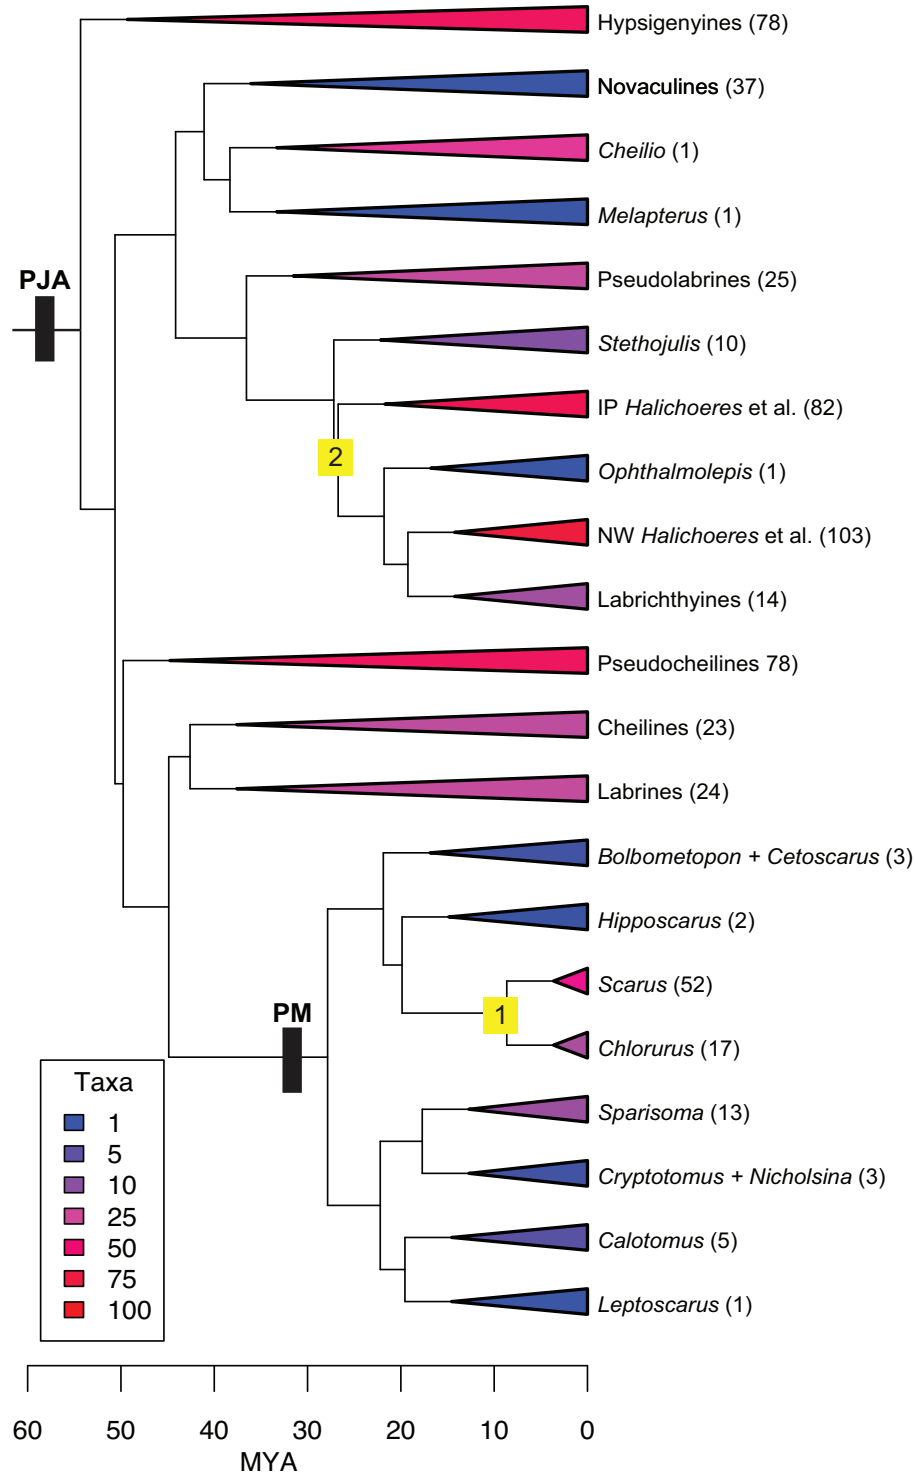 Hypsigenyines (78)
Novaculines (37)
Cheilio (1)
Melapterus (1)
PJA
Pseudolabrines (25)
Stethojulis (10)
IP Halichoeres et al. (82)
2
Ophthalmolepis (1)
NW Halichoeres et al. (103)
Labrichthyines (14)
Pseudocheilines 78)
Cheilines (23)
Labrines (24)
Bolbometopon + Cetoscarus (3)
Hipposcarus (2)
Scarus (52)
PM
1
Chlorurus (17)
Sparisoma (13)
Cryptotomus + Nicholsina (3)
Calotomus (5)
Leptoscarus (1)
Taxa
1
5
10
25
50
75
100
60 50 40 30 20 10 0
MYA